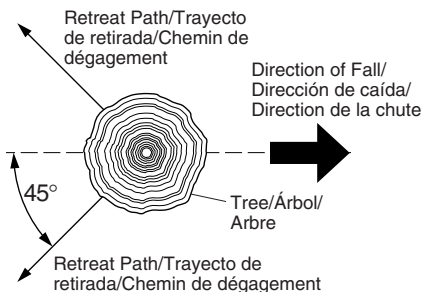 Retreat Path/Trayecto
de retirada/Chemin de
dégagement
Direction of Fall/
Dirección de caída/
Direction de la chute
45°
Tree/Árbol/
Arbre
Retreat Path/Trayecto de
retirada/Chemin de dégagement